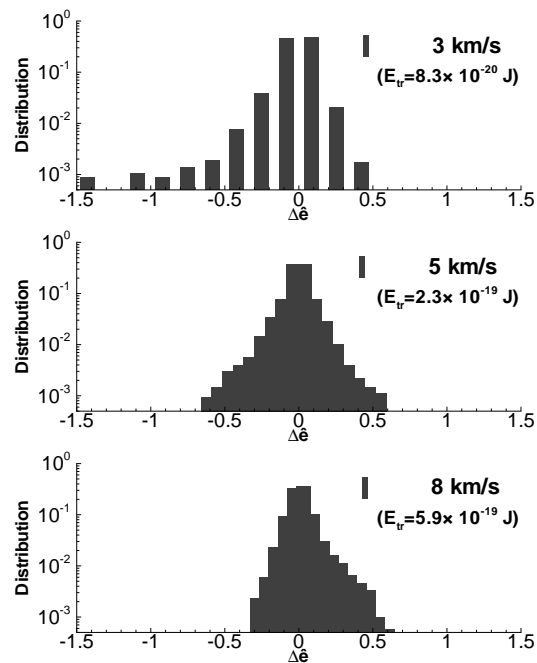 10⁰
3 km/s
(E_tr=8.3× 10⁻²⁰ J)
10⁻¹
10⁻²
10⁻³
Distribution
-1.5 -1 -0.5 0 0.5 1 1.5
Δê
10⁰
5 km/s
(E_tr=2.3× 10⁻¹⁹ J)
10⁻¹
10⁻²
10⁻³
Distribution
-1.5 -1 -0.5 0 0.5 1 1.5
Δê
10⁰
8 km/s
(E_tr=5.9× 10⁻¹⁹ J)
10⁻¹
10⁻²
10⁻³
Distribution
-1.5 -1 -0.5 0 0.5 1 1.5
Δê